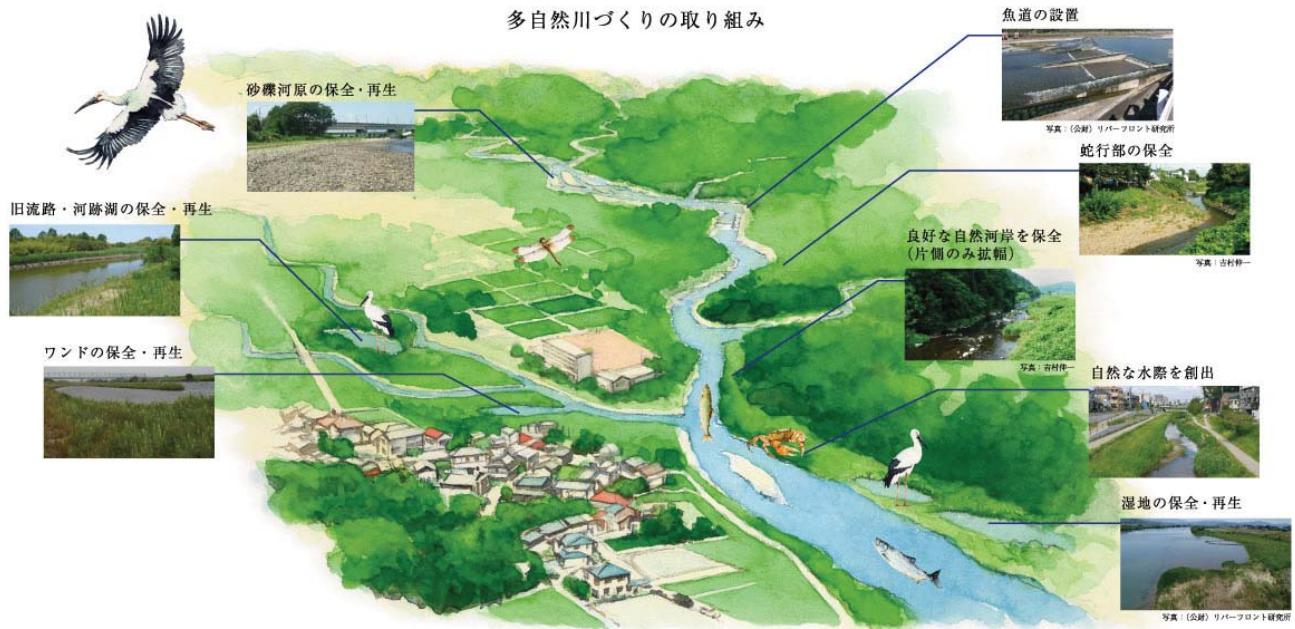 多自然川づくりの取り組み
魚道の設置
写真：（公財）リバーフロント研究所
砂礫河原の保全・再生
蛇行部の保全
写真：吉村伸一
旧流路・河跡湖の保全・再生
良好な自然河岸を保全
（片側のみ拡幅）
写真：吉村伸一
ワンドの保全・再生
自然な水際を創出
湿地の保全・再生
写真：（公財）リバーフロント研究所